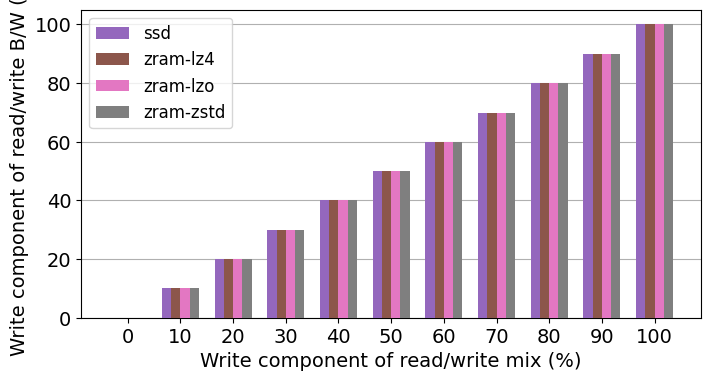 Write component of read/write B/W (
100
80
60
40
20
0
ssd
zram-lz4
zram-lzo
zram-zstd
0 10 20 30 40 50 60 70 80 90 100
Write component of read/write mix (%)